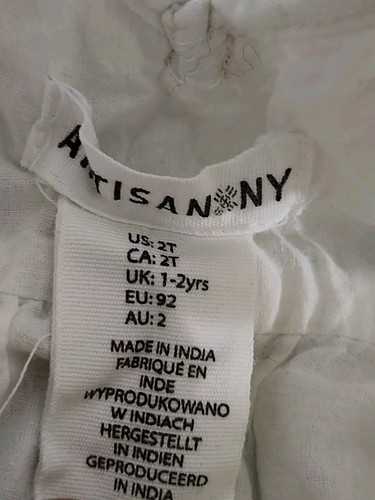 ARTISAN NY
US: 2T
CA: 2T
UK: 1-2yrs
EU: 92
AU: 2
MADE IN INDIA
FABRIQUÉ EN
INDE
WYPRODUKOWANO
W INDIACH
HERGESTELLT
IN INDIEN
GEPRODUCEERD
IN INDIA